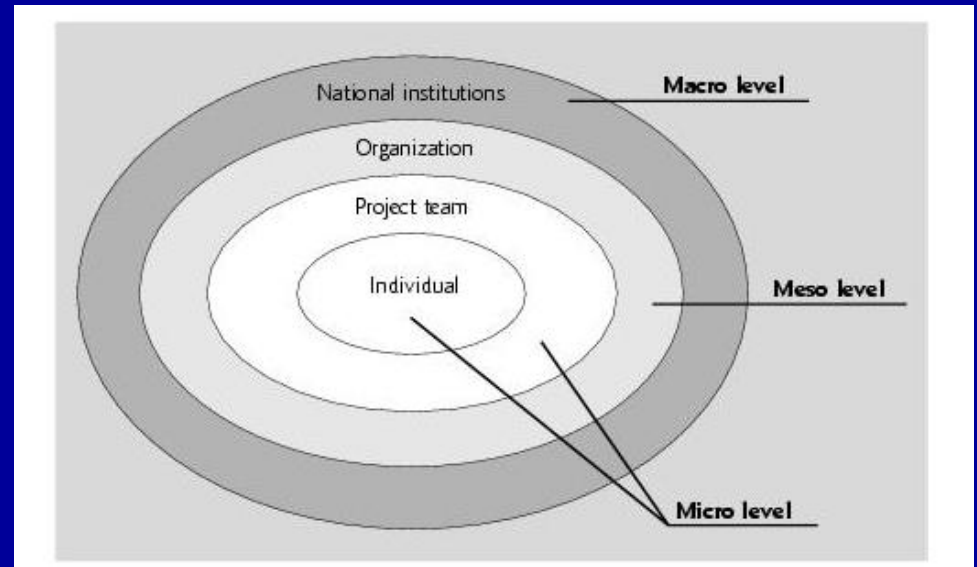 National institutions
Macro level
Organization
Project team
Individual
Meso level
Micro level